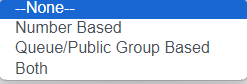 --None--
Number Based
Queue/Public Group Based
Both